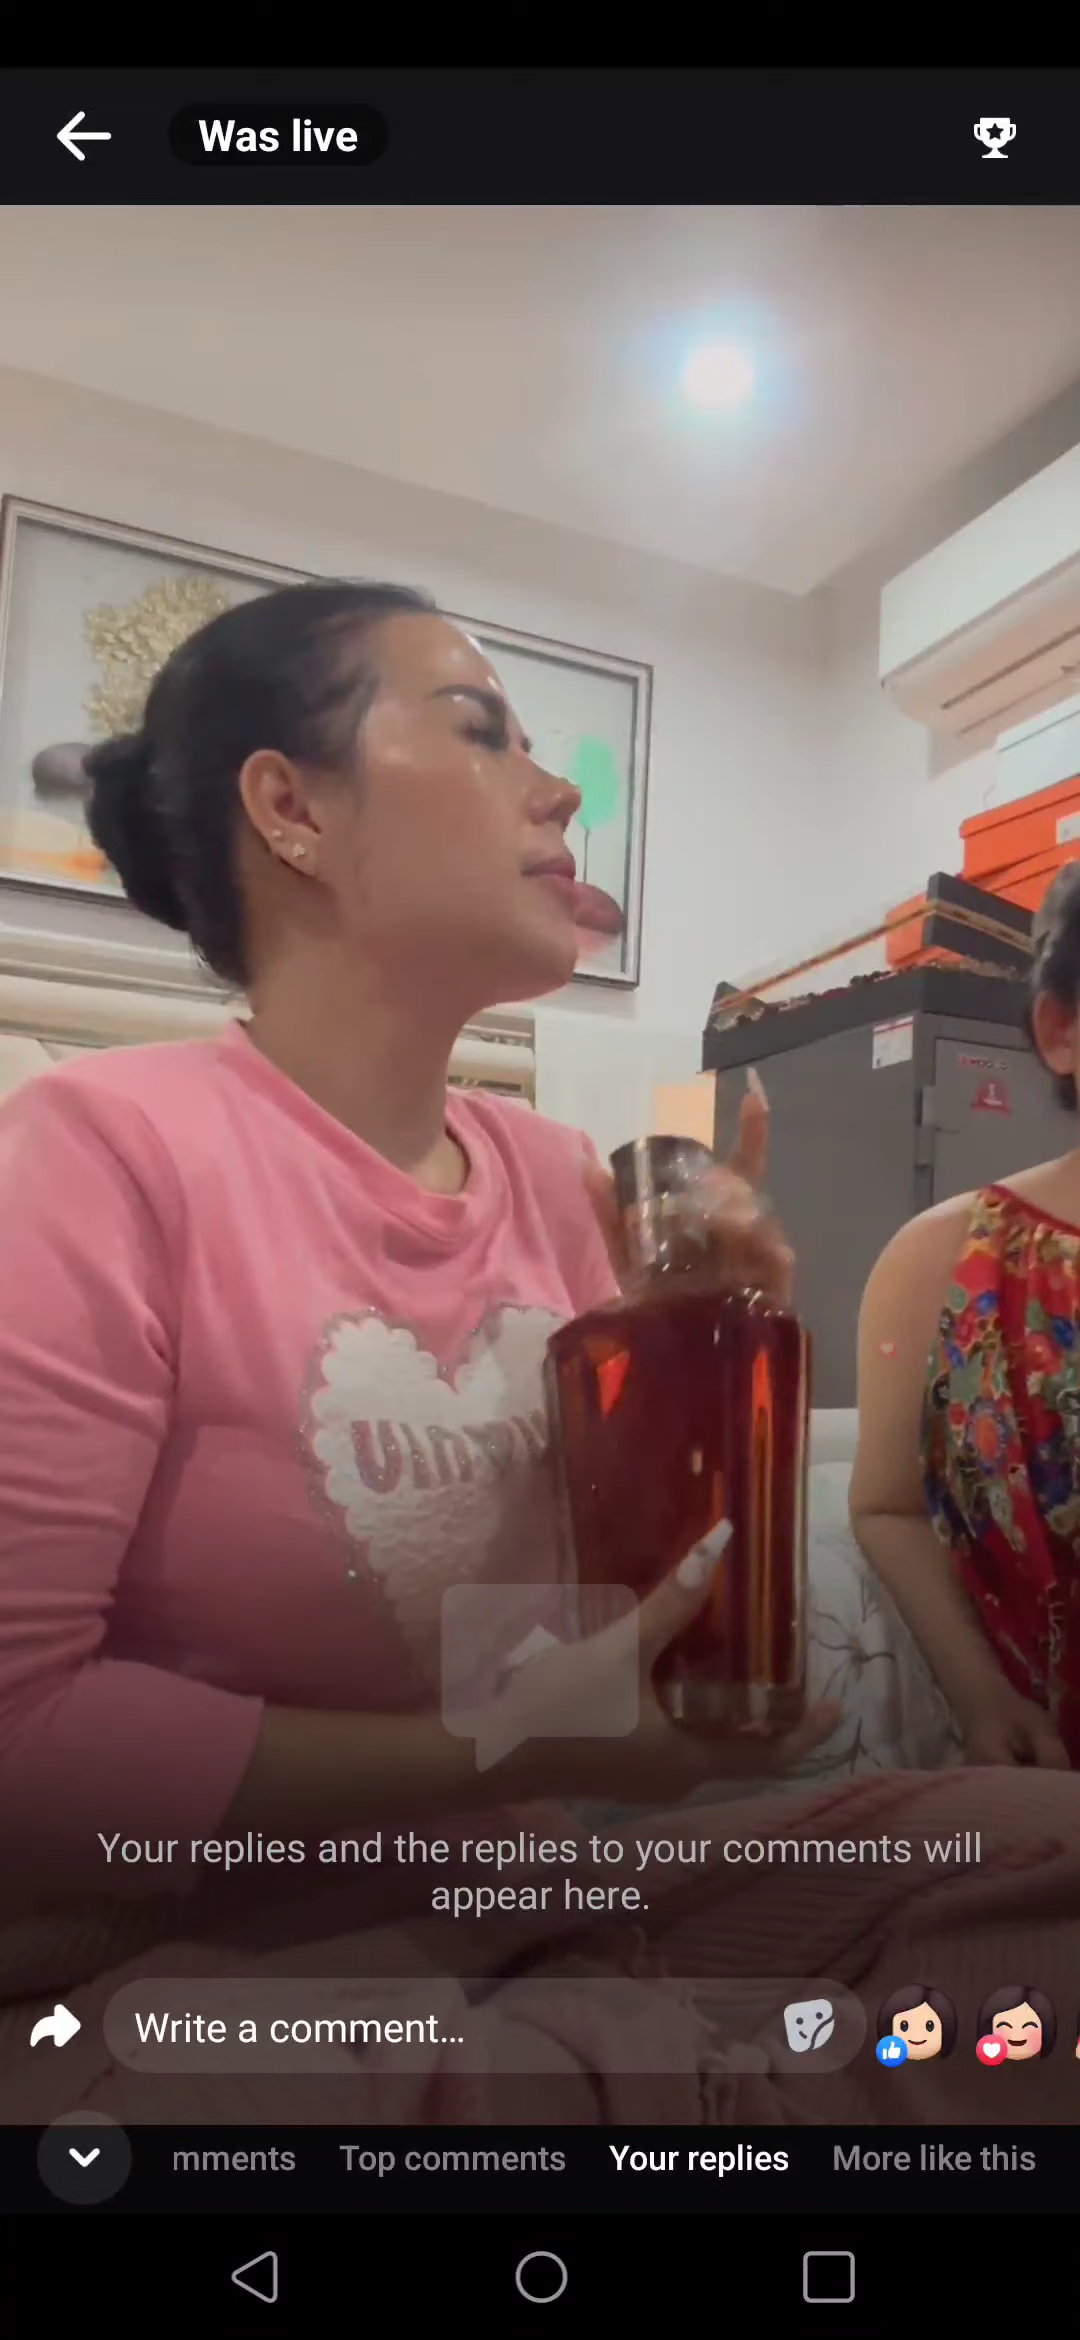 Was live
Your replies and the replies to your comments will
appear here.
Write a comment...
mments
Top comments
Your replies
More like this